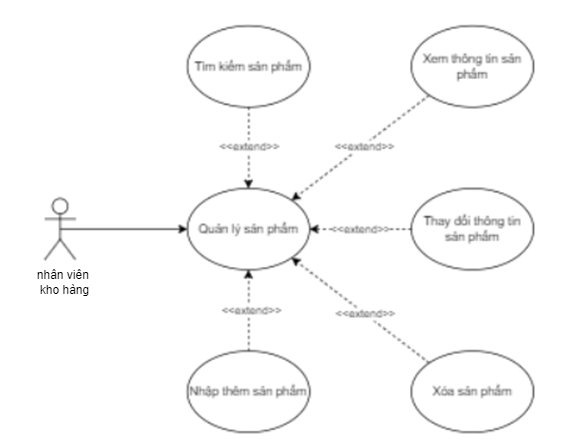 Tìm kiếm sản phẩm
Xem thông tin sản
phẩm
<<extend>>
<<extend>>
Quản lý sản phẩm
<<extend>>
Thay đổi thông tin
sản phẩm
nhân viên
kho hàng
<<extend>>
<<extend>>
Nhập thêm sản phẩm
Xóa sản phẩm